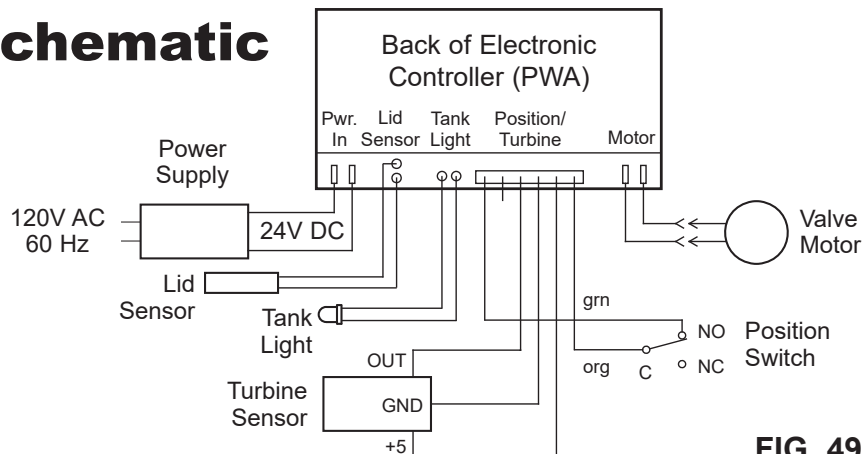 chematic
Back of Electronic
Controller (PWA)
Pwr. Lid Tank Position/
In Sensor Light Turbine Motor
Power
Supply
120V AC
60 Hz
24V DC
Valve
Motor
Lid
Sensor
Tank
Light
grn
NO
Position
Switch
org
C
NC
OUT
Turbine
Sensor
GND
+5
FIG. 49